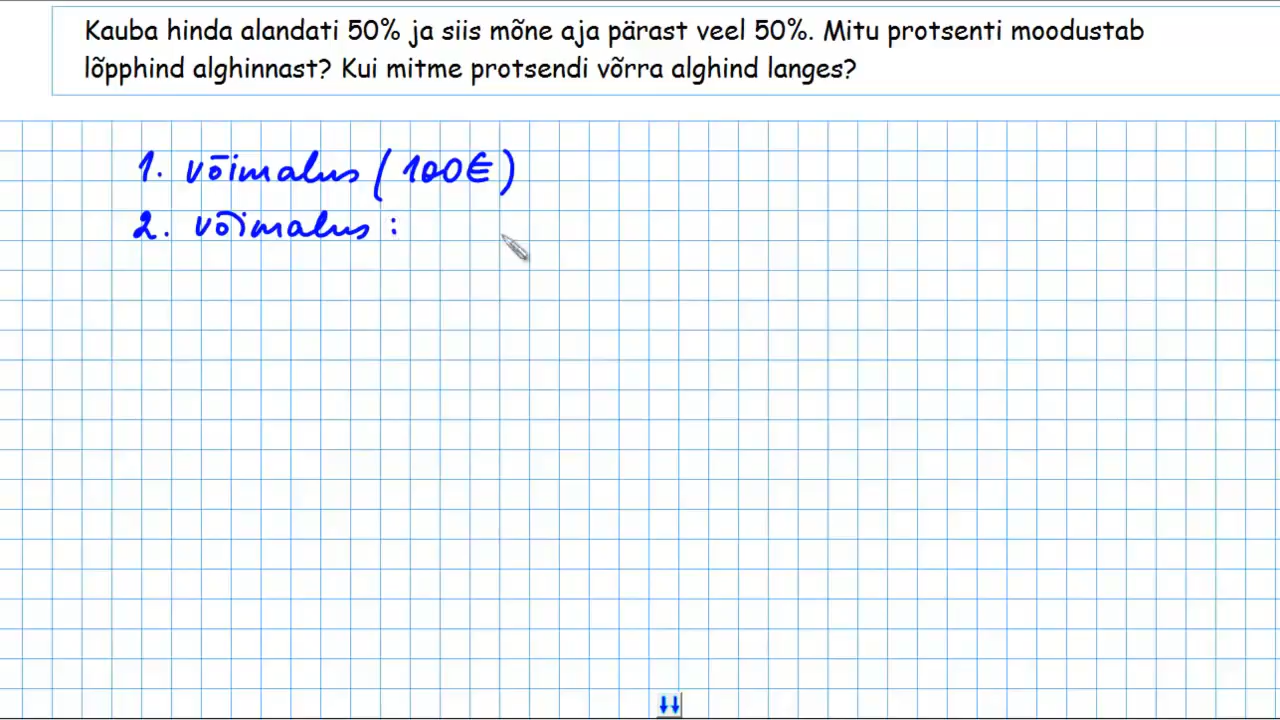 Kauba hinda alandati 50% ja siis mõne aja pärast veel 50%. Mitu protsenti moodustab
lõpphind alghinnast? Kui mitme protsendi võrra alghind langes?
1. võimalus (100€)
2. võimalus :